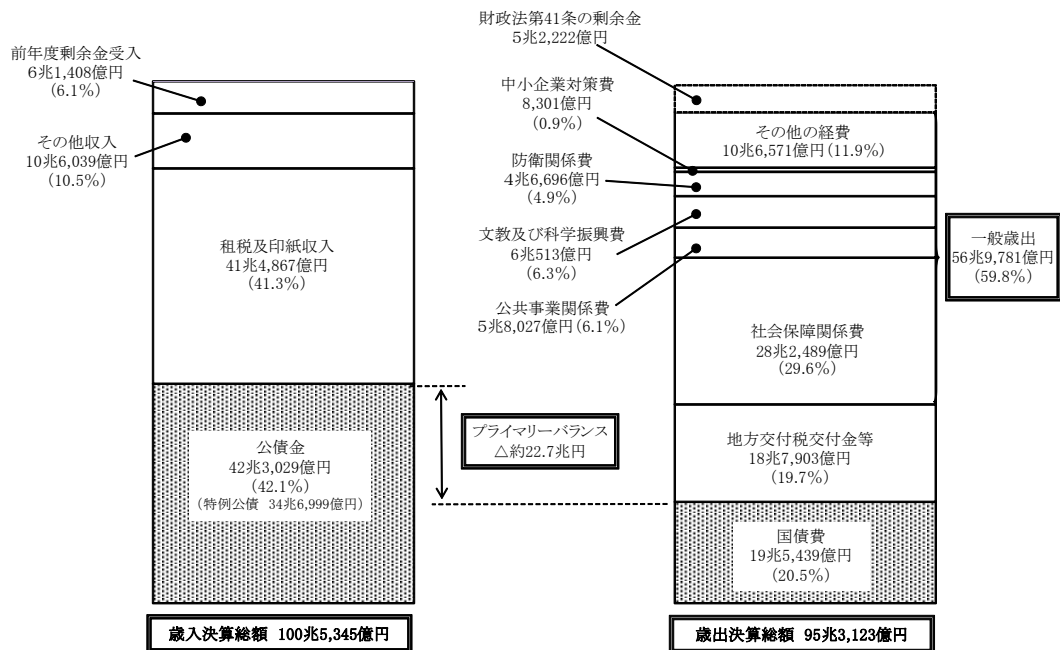 前年度剰余金受入
6兆1,408億円
(6.1%)
その他収入
10兆6,039億円
(10.5%)
租税及印紙収入
41兆4,867億円
(41.3%)
公債金
42兆3,029億円
(42.1%)
(特例公債 34兆6,999億円)
歳入決算総額 100兆5,345億円
プライマリーバランス
△約22.7兆円
財政法第41条の剰余金
5兆2,222億円
中小企業対策費
8,301億円
(0.9%)
防衛関係費
4兆6,696億円
(4.9%)
文教及び科学振興費
6兆513億円
(6.3%)
公共事業関係費
5兆8,027億円(6.1%)
その他の経費
10兆6,571億円(11.9%)
社会保障関係費
28兆2,489億円
(29.6%)
地方交付税交付金等
18兆7,903億円
(19.7%)
国債費
19兆5,439億円
(20.5%)
歳出決算総額 95兆3,123億円
一般歳出
56兆9,781億円
(59.8%)